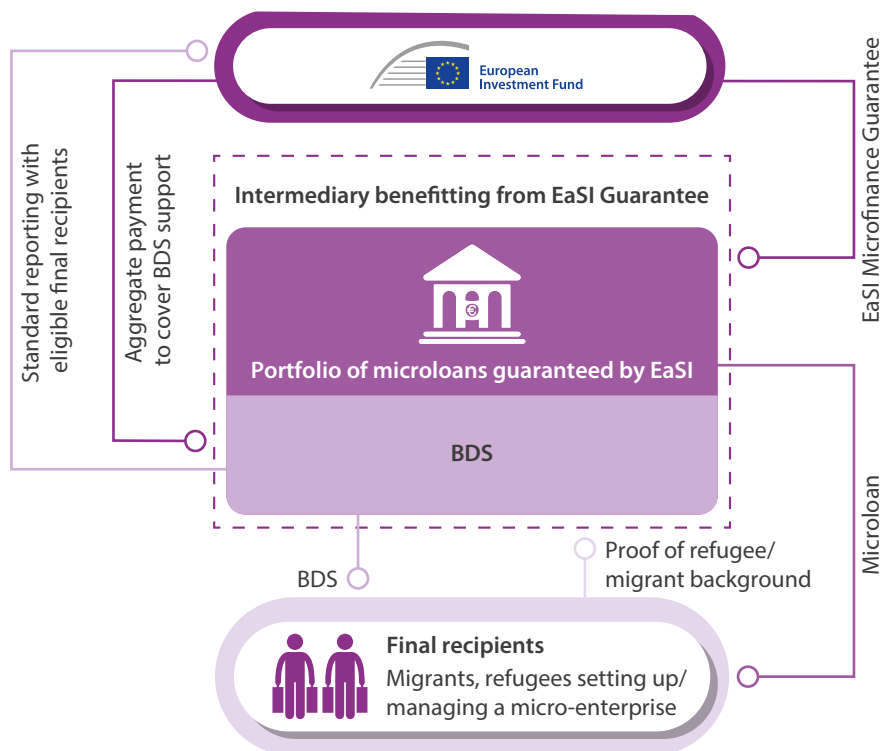 European
Investment Fund
Standard reporting with
eligible final recipients
Aggregate payment
to cover BDS support
EaSI Microfinance Guarantee
Intermediary benefitting from EaSI Guarantee
€
Portfolio of microloans guaranteed by EaSI
BDS
Microloan
BDS
Proof of refugee/
migrant background
Final recipients
Migrants, refugees setting up/
managing a micro-enterprise